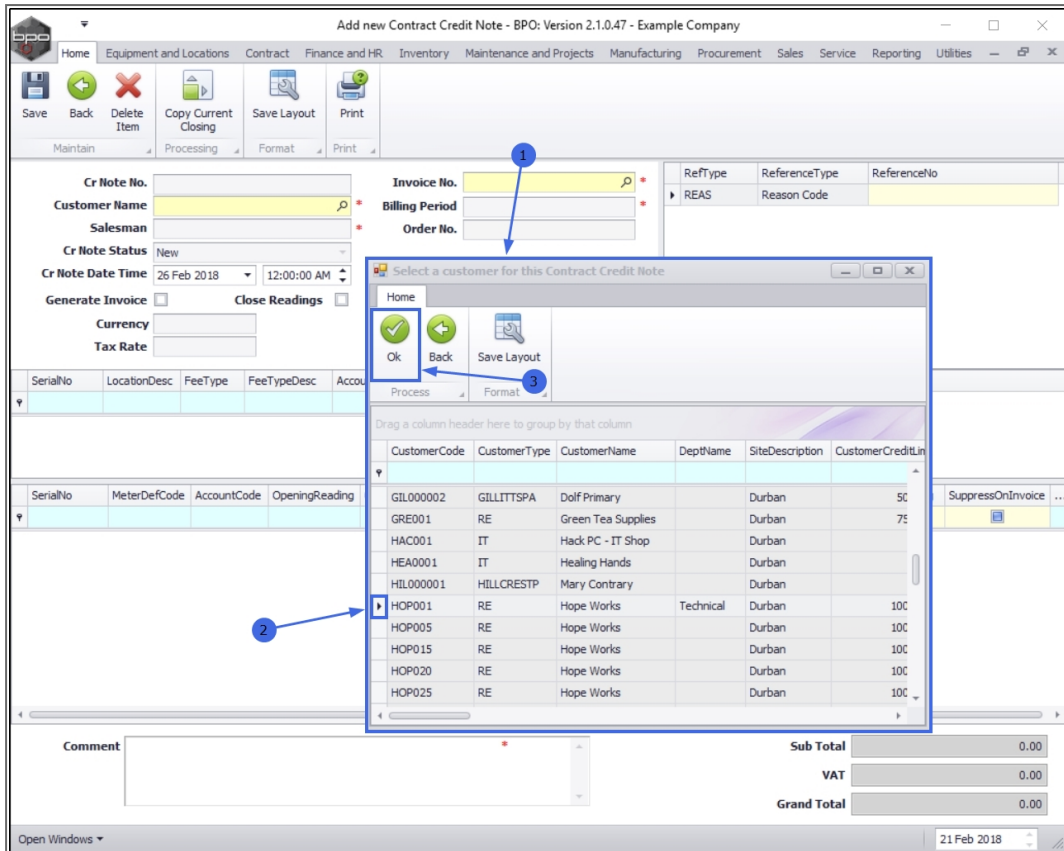 bpo
Add new Contract Credit Note - BPO: Version 2.1.0.47 - Example Company
Home Equipment and Locations Contract Finance and HR Inventory Maintenance and Projects Manufacturing Procurement Sales Service Reporting Utilities
Save Back Delete Item Copy Current Closing Save Layout Print
Maintain Processing Format Print
1
Cr Note No.
Customer Name *
Salesman *
Cr Note Status New
Cr Note Date Time 26 Feb 2018 12:00:00 AM
Generate Invoice Close Readings
Currency
Tax Rate
Invoice No. *
Billing Period *
Order No.
RefType ReferenceType ReferenceNo
REAS Reason Code
SerialNo LocationDesc FeeType FeeTypeDesc Accou
SerialNo MeterDefCode AccountCode OpeningReading
SuppressOnInvoice ...
Select a customer for this Contract Credit Note
Home
Ok Back Save Layout
3
Process Format
Drag a column header here to group by that column
CustomerCode CustomerType CustomerName DeptName SiteDescription CustomerCreditLim
GIL000002 GILLITTSPA Dolf Primary Durban 50
GRE001 RE Green Tea Supplies Durban 75
HAC001 IT Hack PC - IT Shop Durban
HEA0001 IT Healing Hands Durban
HIL000001 HILLCRESTP Mary Contrary Durban
HOP001 RE Hope Works Technical Durban 100
2
HOP005 RE Hope Works Durban 100
HOP015 RE Hope Works Durban 100
HOP020 RE Hope Works Durban 100
HOP025 RE Hope Works Durban 100
Comment *
Sub Total 0.00
VAT 0.00
Grand Total 0.00
Open Windows 21 Feb 2018